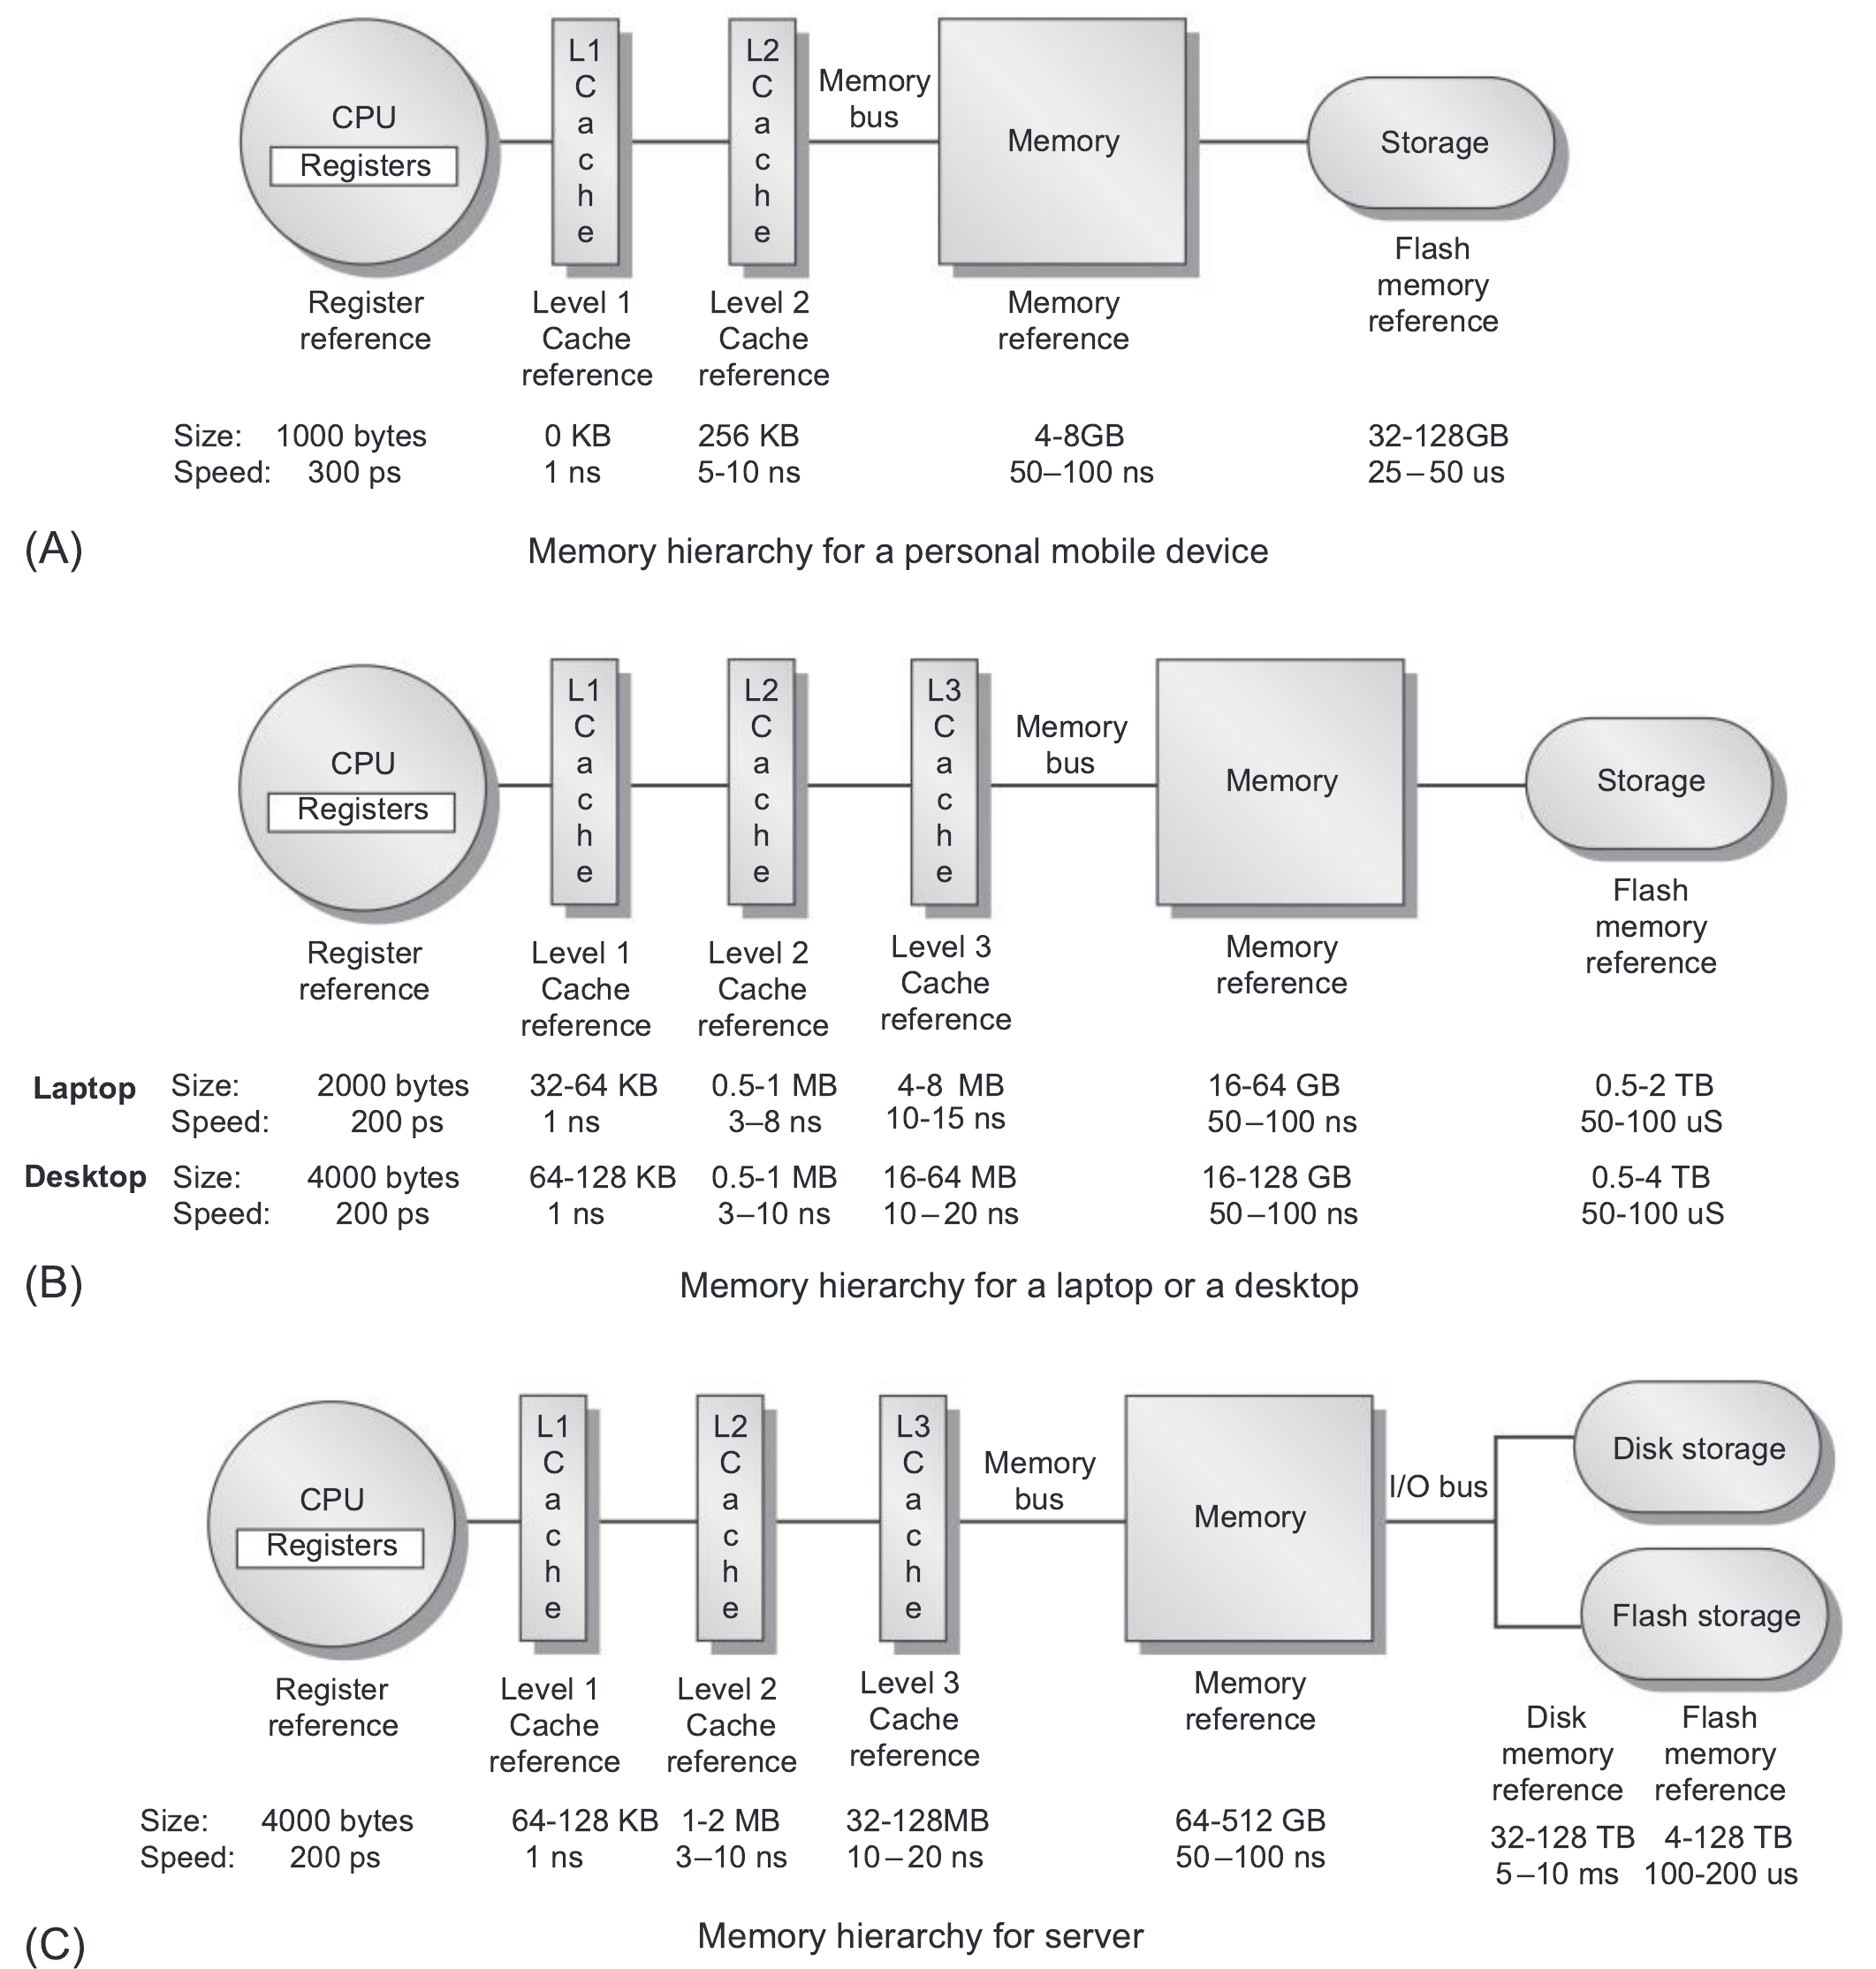 CPU
Registers
L1
C
a
c
h
e
L2
C
a
c
h
e
Memory
bus
Memory
Storage
Register
reference
Level 1
Cache
reference
Level 2
Cache
reference
Memory
reference
Flash
memory
reference
Size: 1000 bytes 0 KB 256 KB 4-8GB 32-128GB
Speed: 300 ps 1 ns 5-10 ns 50–100 ns 25–50 us
(A) Memory hierarchy for a personal mobile device
CPU
Registers
L1
C
a
c
h
e
L2
C
a
c
h
e
L3
C
a
c
h
e
Memory
bus
Memory
Storage
Register
reference
Level 1
Cache
reference
Level 2
Cache
reference
Level 3
Cache
reference
Memory
reference
Flash
memory
reference
Laptop Size: 2000 bytes 32-64 KB 0.5-1 MB 4-8 MB 16-64 GB 0.5-2 TB
Speed: 200 ps 1 ns 3–8 ns 10-15 ns 50–100 ns 50-100 uS
Desktop Size: 4000 bytes 64-128 KB 0.5-1 MB 16-64 MB 16-128 GB 0.5-4 TB
Speed: 200 ps 1 ns 3–10 ns 10–20 ns 50–100 ns 50-100 uS
(B) Memory hierarchy for a laptop or a desktop
CPU
Registers
L1
C
a
c
h
e
L2
C
a
c
h
e
L3
C
a
c
h
e
Memory
bus
Memory
I/O bus
Disk storage
Flash storage
Register
reference
Level 1
Cache
reference
Level 2
Cache
reference
Level 3
Cache
reference
Memory
reference
Disk
memory
reference
Flash
memory
reference
Size: 4000 bytes 64-128 KB 1-2 MB 32-128MB 64-512 GB 32-128 TB 4-128 TB
Speed: 200 ps 1 ns 3–10 ns 10–20 ns 50–100 ns 5–10 ms 100-200 us
(C) Memory hierarchy for server